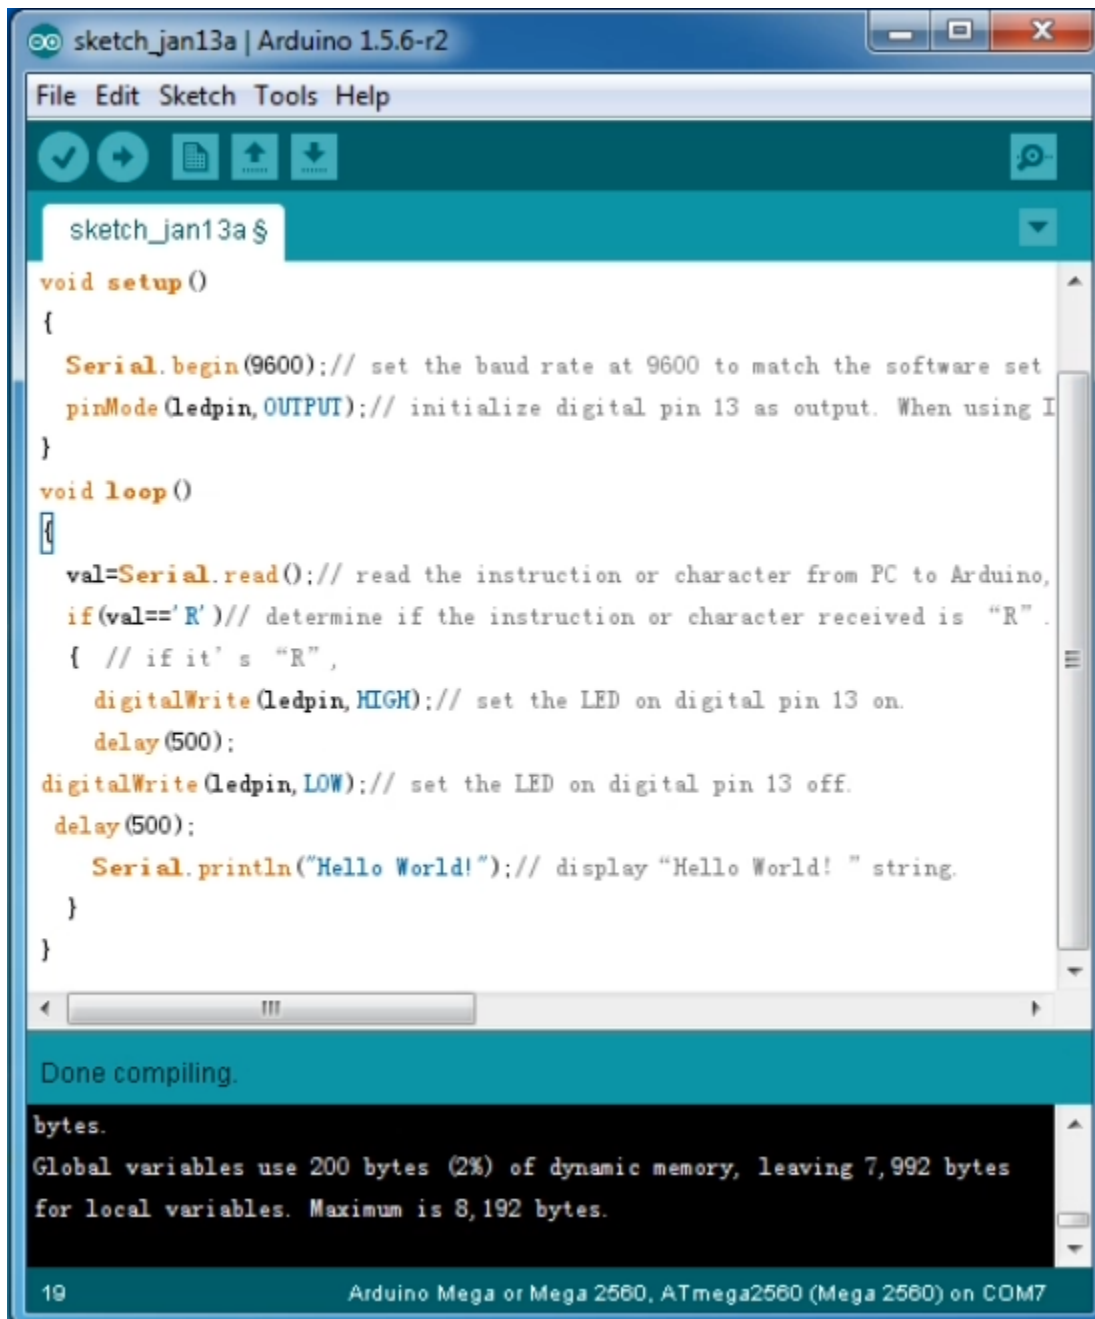 sketch_jan13a | Arduino 1.5.6-r2
File Edit Sketch Tools Help
sketch_jan13a §
void setup()
{
  Serial.begin(9600);// set the baud rate at 9600 to match the software set
  pinMode(ledpin,OUTPUT);// initialize digital pin 13 as output. When using I
}
void loop()
{
  val=Serial.read();// read the instruction or character from PC to Arduino,
  if(val=='R')// determine if the instruction or character received is “R”.
  { // if it’s “R”,
    digitalWrite(ledpin,HIGH);// set the LED on digital pin 13 on.
    delay(500);
digitalWrite(ledpin,LOW);// set the LED on digital pin 13 off.
 delay(500);
    Serial.println("Hello World!");// display “Hello World! ” string.
  }
}
Done compiling.
bytes.
Global variables use 200 bytes (2%) of dynamic memory, leaving 7,992 bytes
for local variables. Maximum is 8,192 bytes.
19 Arduino Mega or Mega 2560, ATmega2560 (Mega 2560) on COM7